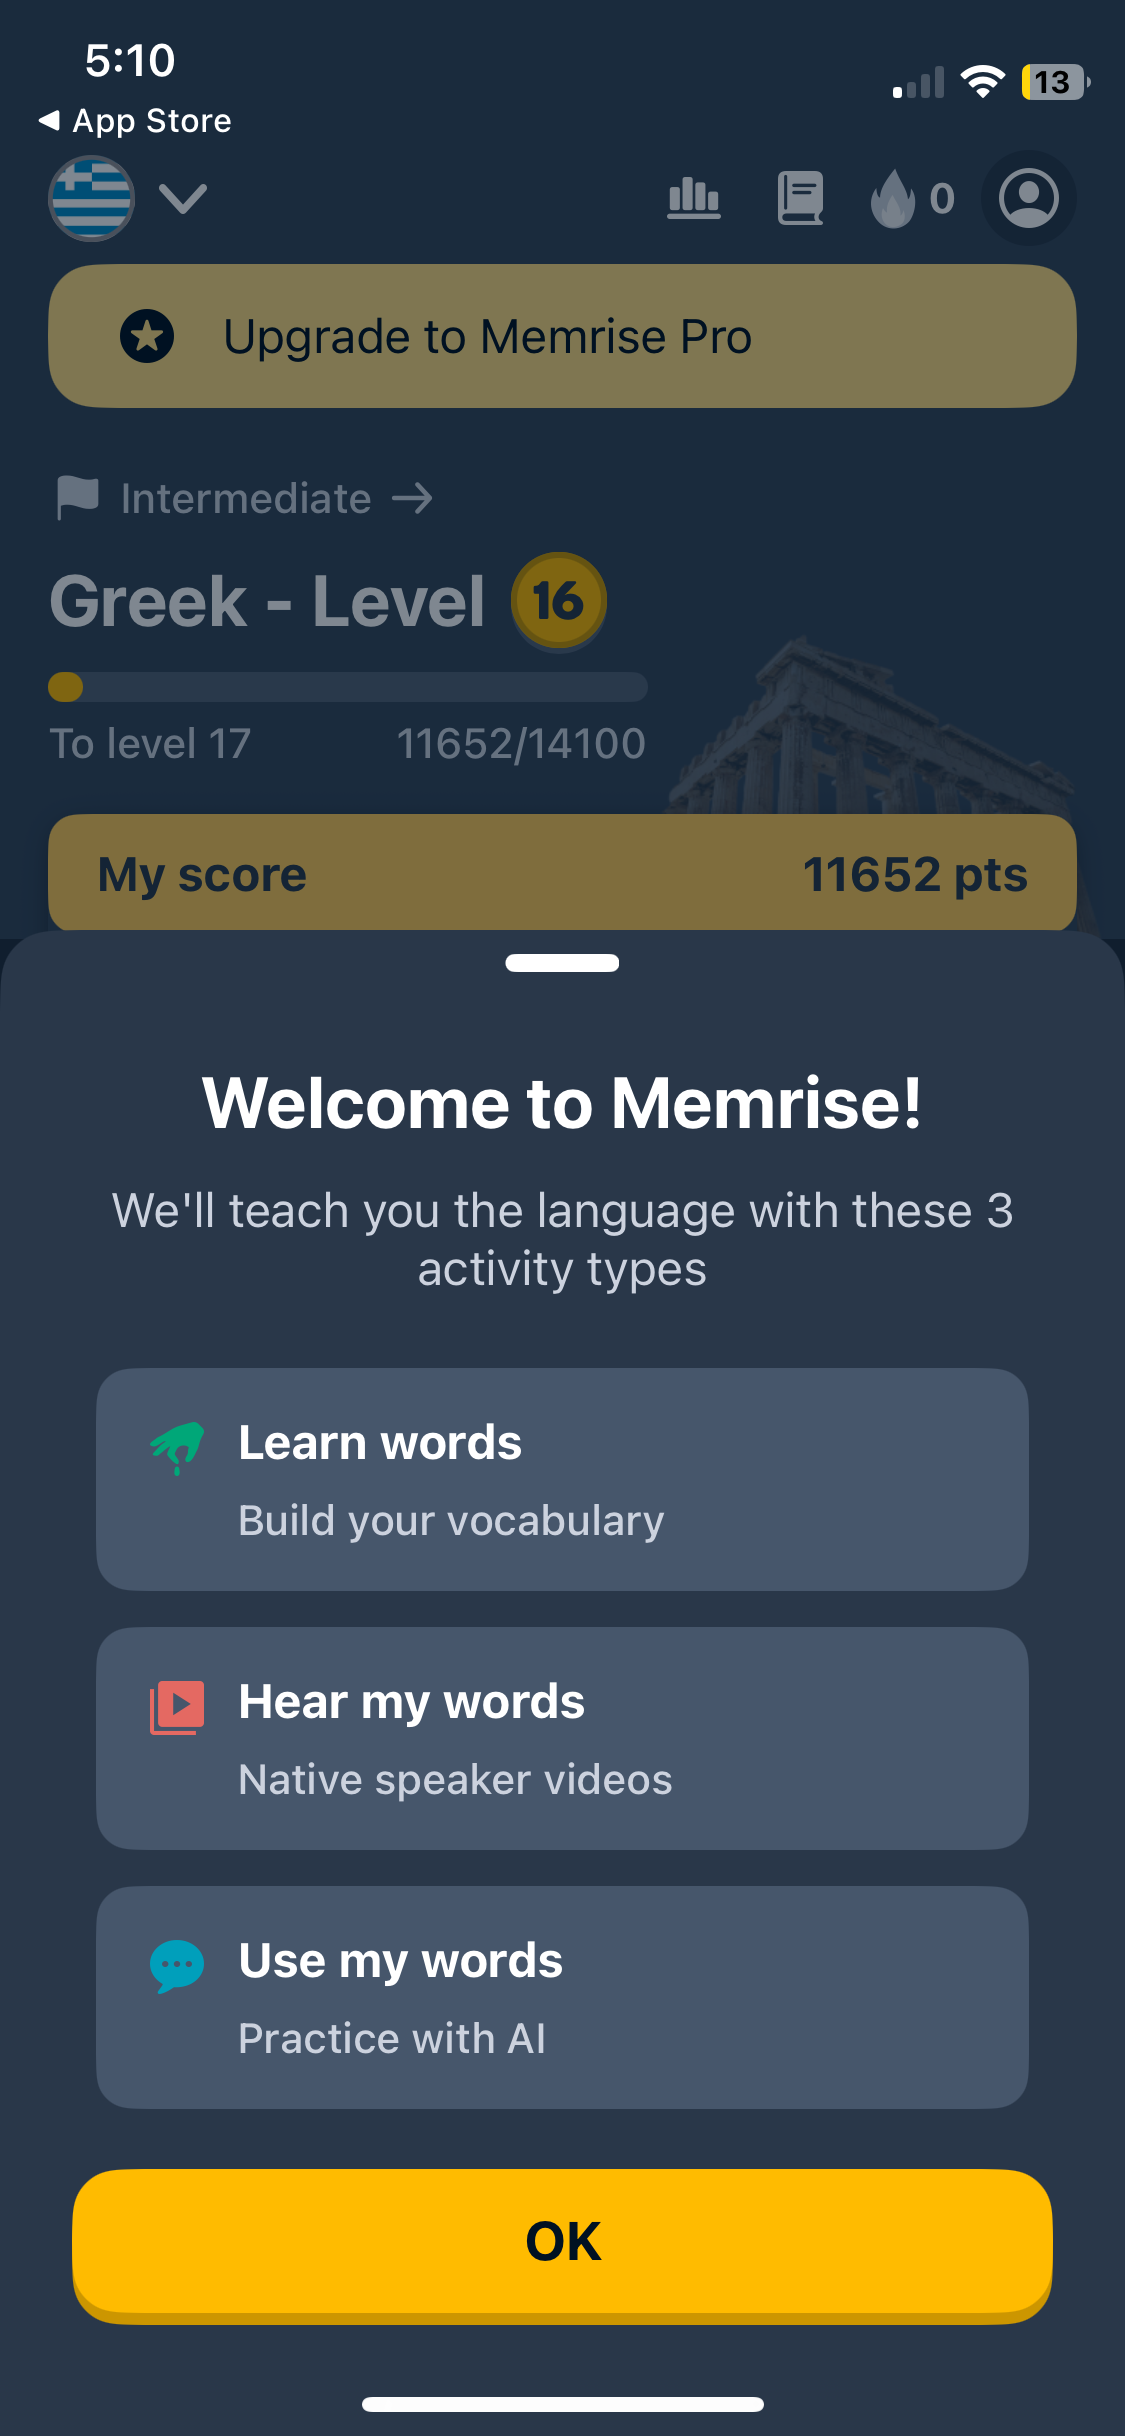 5:10
13
App Store
0
Upgrade to Memrise Pro
Intermediate
Greek - Level 16
To level 17 11652/14100
My score 11652 pts
Welcome to Memrise!
We'll teach you the language with these 3
activity types
Learn words
Build your vocabulary
Hear my words
Native speaker videos
Use my words
Practice with AI
OK